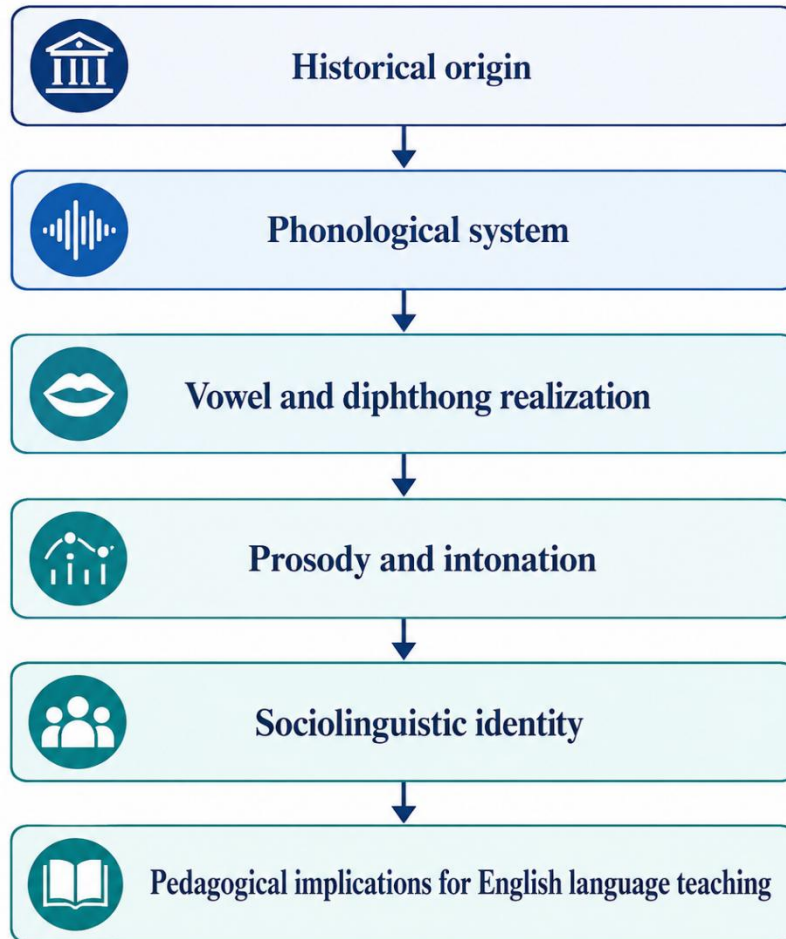 Historical origin
Phonological system
Vowel and diphthong realization
Prosody and intonation
Sociolinguistic identity
Pedagogical implications for English language teaching